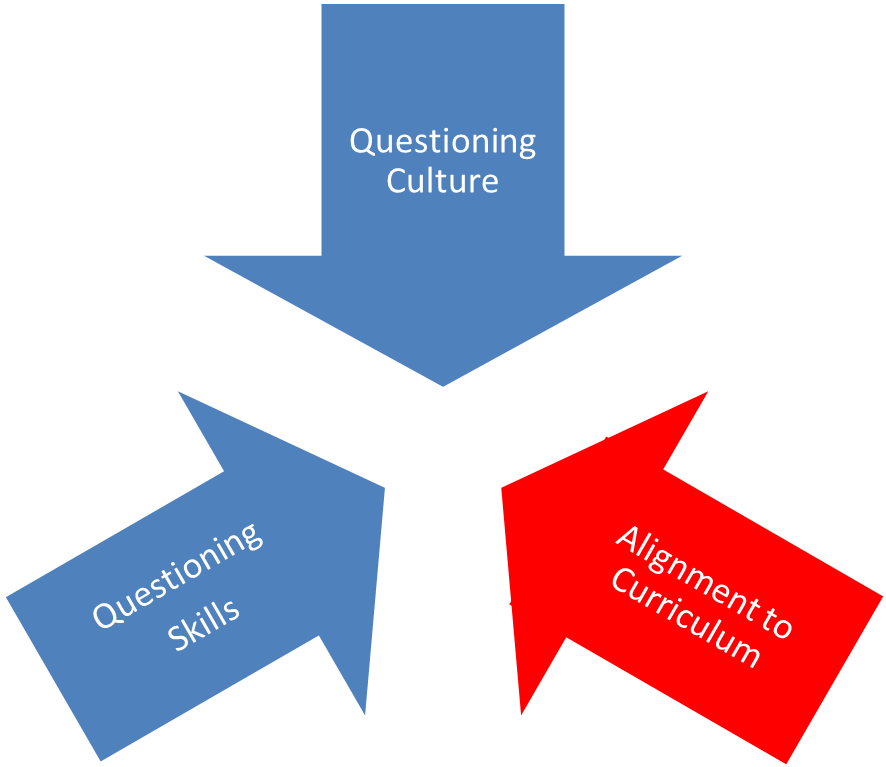 Questioning
Culture
Questioning
Skills
Alignment to
Curriculum